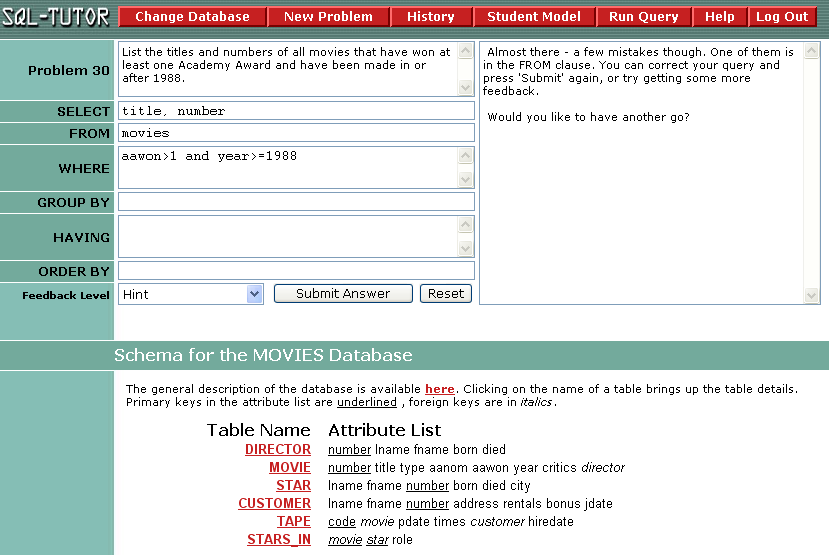 SQL-TUTOR
Change Database New Problem History Student Model Run Query Help Log Out
Problem 30
List the titles and numbers of all movies that have won at
least one Academy Award and have been made in or
after 1988.
SELECT title, number
FROM movies
WHERE aawon>1 and year>=1988
GROUP BY
HAVING
ORDER BY
Feedback Level Hint Submit Answer Reset
Almost there - a few mistakes though. One of them is
in the FROM clause. You can correct your query and
press 'Submit' again, or try getting some more
feedback.
Would you like to have another go?
Schema for the MOVIES Database
The general description of the database is available here. Clicking on the name of a table brings up the table details.
Primary keys in the attribute list are underlined , foreign keys are in italics.
Table Name Attribute List
DIRECTOR number lname fname born died
MOVIE number title type aanom aawon year critics director
STAR lname fname number born died city
CUSTOMER lname fname number address rentals bonus jdate
TAPE code movie pdate times customer hiredate
STARS_IN movie star role